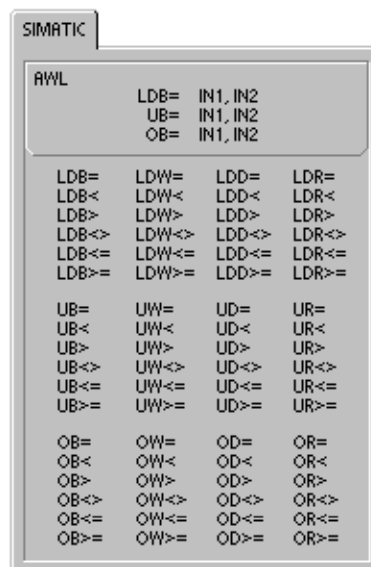 SIMATIC
AWL
LDB= IN1, IN2
UB= IN1, IN2
OB= IN1, IN2
LDB= LDW= LDD= LDR=
LDB< LDW< LDD< LDR<
LDB> LDW> LDD> LDR>
LDB<> LDW<> LDD<> LDR<>
LDB<= LDW<= LDD<= LDR<=
LDB>= LDW>= LDD>= LDR>=
UB= UW= UD= UR=
UB< UW< UD< UR<
UB> UW> UD> UR>
UB<> UW<> UD<> UR<>
UB<= UW<= UD<= UR<=
UB>= UW>= UD>= UR>=
OB= OW= OD= OR=
OB< OW< OD< OR<
OB> OW> OD> OR>
OB<> OW<> OD<> OR<>
OB<= OW<= OD<= OR<=
OB>= OW>= OD>= OR>=